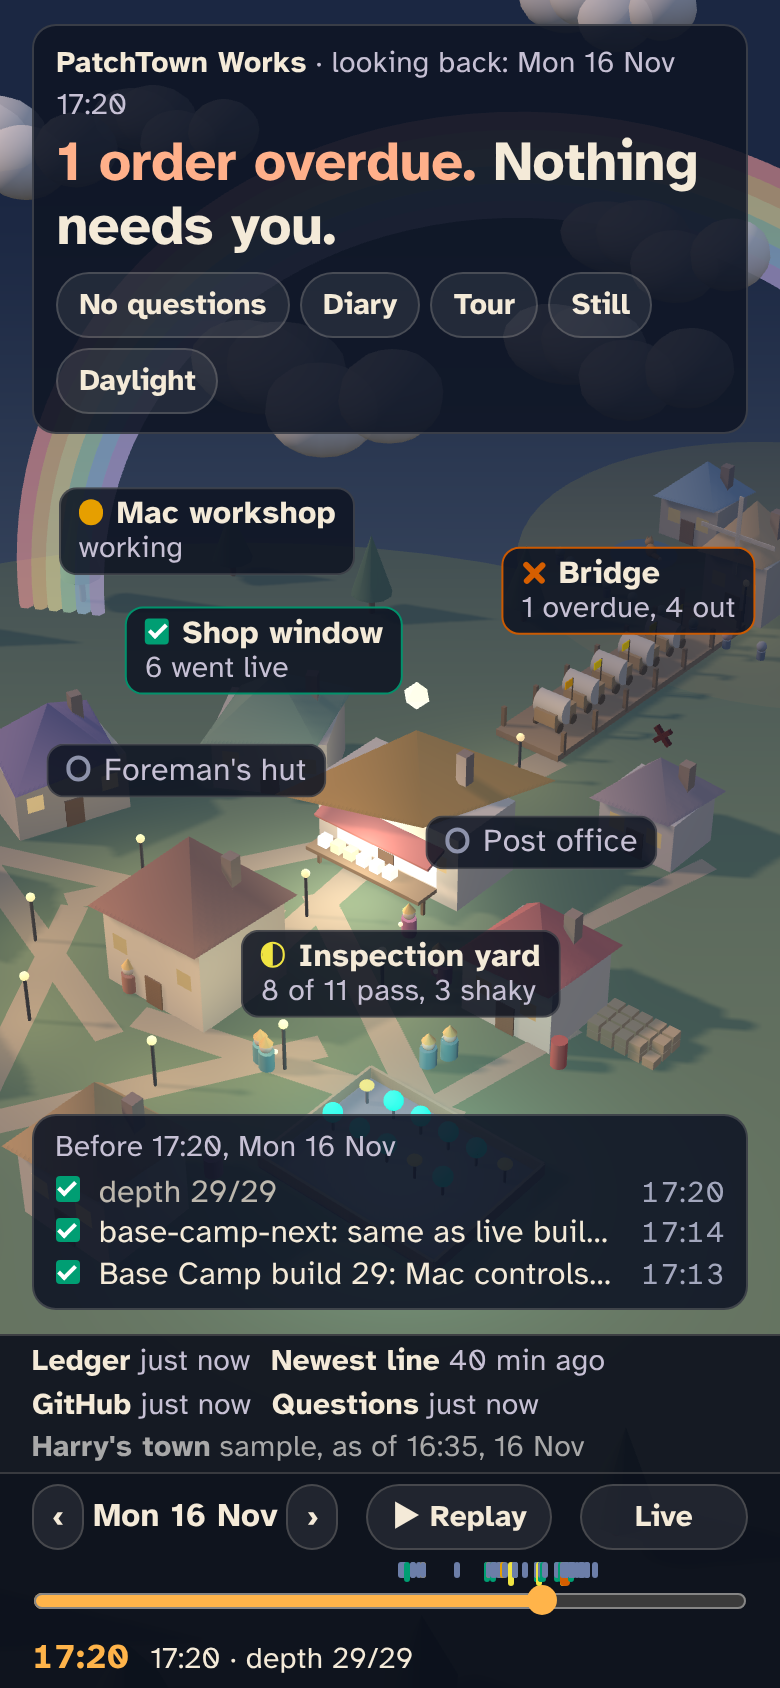 PatchTown Works · looking back: Mon 16 Nov
17:20
1 order overdue. Nothing
needs you.
No questions
Diary
Tour
Still
Daylight
Mac workshop
working
Bridge
1 overdue, 4 out
Shop window
6 went live
Foreman's hut
Post office
Inspection yard
8 of 11 pass, 3 shaky
Before 17:20, Mon 16 Nov
depth 29/29 17:20
base-camp-next: same as live buil... 17:14
Base Camp build 29: Mac controls... 17:13
Ledger just now Newest line 40 min ago
GitHub just now Questions just now
Harry's town sample, as of 16:35, 16 Nov
‹ Mon 16 Nov › Replay Live
17:20 17:20 · depth 29/29